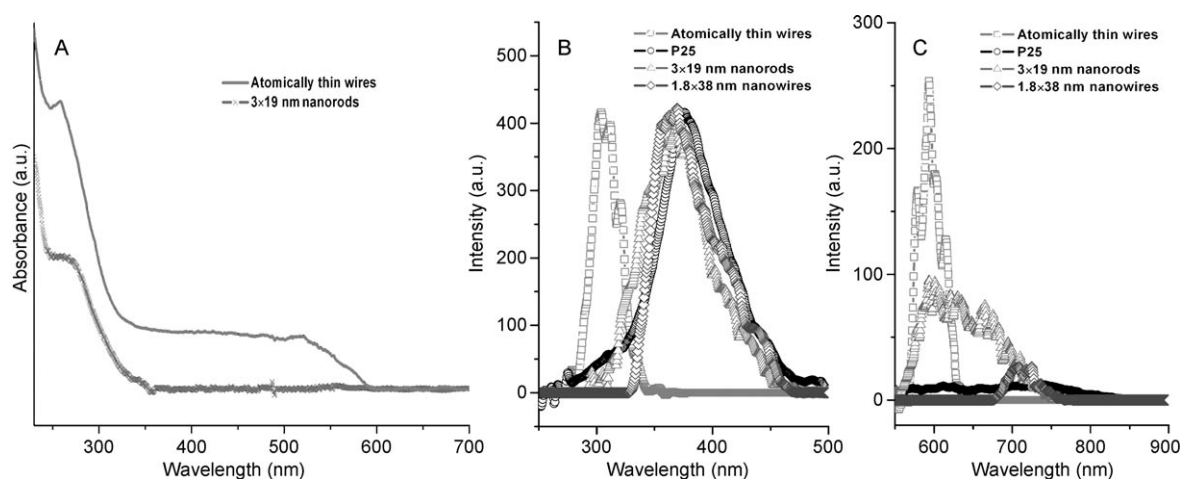 A
Atomically thin wires
3×19 nm nanorods
Absorbance (a.u.)
300
400
500
600
700
Wavelength (nm)
B
Atomically thin wires
P25
3×19 nm nanorods
1.8×38 nm nanowires
Intensity (a.u.)
500
400
300
200
100
0
300
400
500
Wavelength (nm)
C
Atomically thin wires
P25
3×19 nm nanorods
1.8×38 nm nanowires
Intensity (a.u.)
300
200
100
0
600
700
800
900
Wavelength (nm)